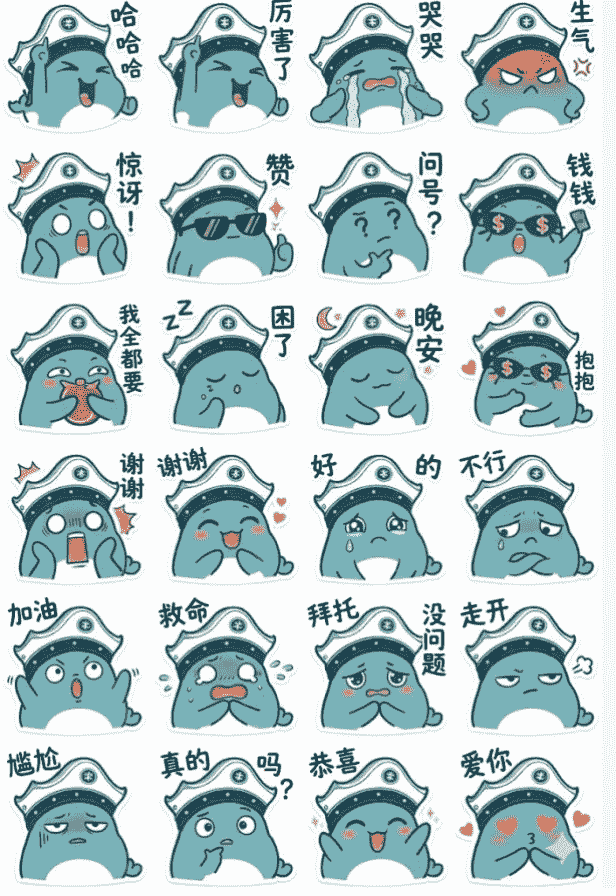 哈哈哈
厉害了
哭哭
生气
惊讶!
赞
问号?
钱钱
我全都要
zz
困了
晚安
抱抱
谢谢
谢谢
好的
不行
加油
救命
拜托
没问题
走开
尴尬
真的吗?
恭喜
爱你